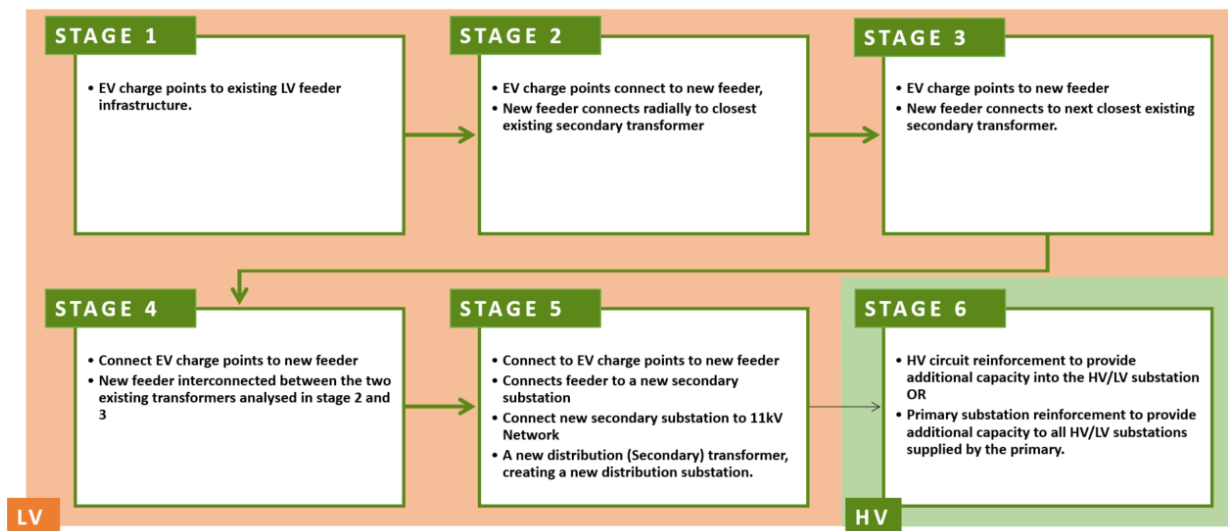 STAGE 1
• EV charge points to existing LV feeder
infrastructure.
STAGE 2
• EV charge points connect to new feeder,
• New feeder connects radially to closest
existing secondary transformer
STAGE 3
• EV charge points to new feeder
• New feeder connects to next closest existing
secondary transformer.
STAGE 4
• Connect EV charge points to new feeder
• New feeder interconnected between the two
existing transformers analysed in stage 2 and
3
STAGE 5
• Connect to EV charge points to new feeder
• Connects feeder to a new secondary
substation
• Connect new secondary substation to 11kV
Network
• A new distribution (Secondary) transformer,
creating a new distribution substation.
STAGE 6
• HV circuit reinforcement to provide
additional capacity into the HV/LV substation
OR
• Primary substation reinforcement to provide
additional capacity to all HV/LV substations
supplied by the primary.
LV
HV